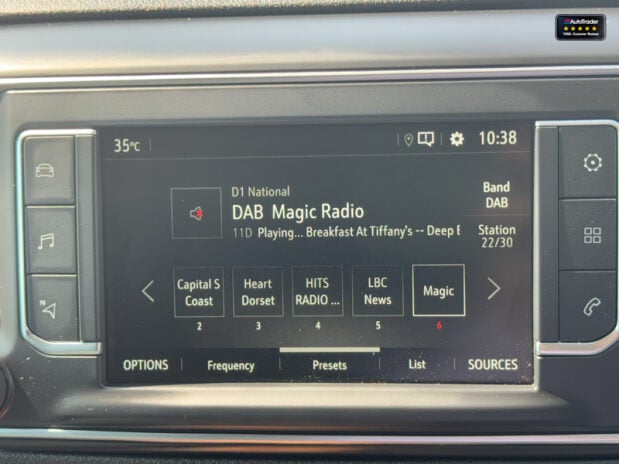 AutoTrader
35°C
10:38
D1 National
DAB Magic Radio
11D Playing... Breakfast At Tiffany's -- Deep
Band
DAB
Station
22/30
Capital S
Coast
2
Heart
Dorset
3
HITS
RADIO ...
4
LBC
News
5
Magic
6
N
OPTIONS
Frequency
Presets
List
SOURCES